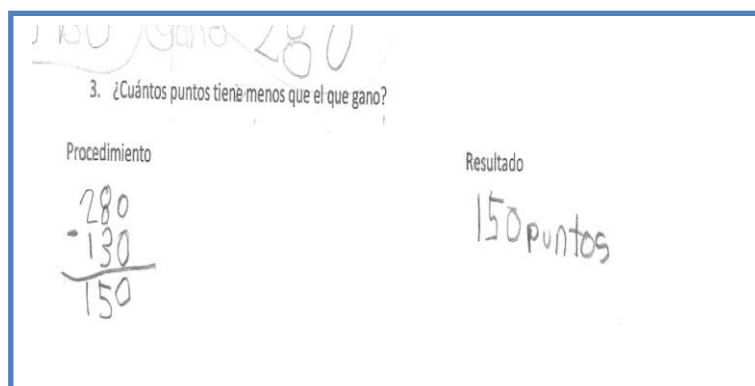 gano 280
3. ¿Cuántos puntos tiene menos que el que gano?
Procedimiento
280
-130
150
Resultado
150 puntos